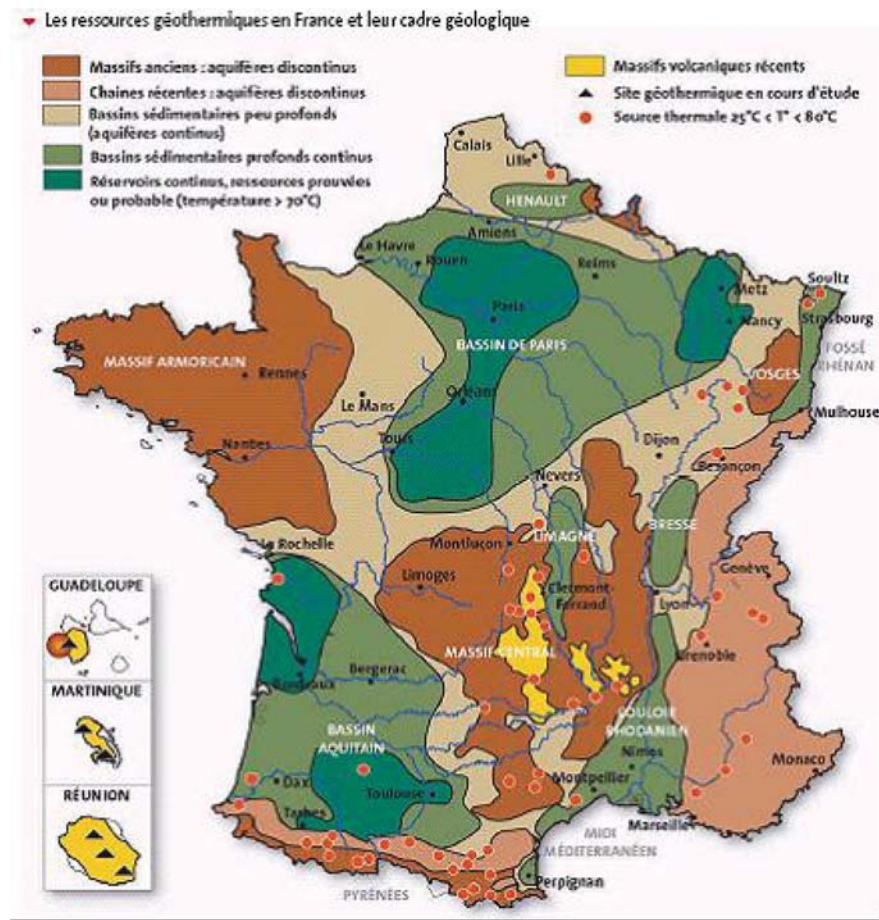 Les ressources géothermiques en France et leur cadre géologique
Massifs anciens : aquifères discontinus
Chaines récentes : aquifères discontinus
Bassins sédimentaires peu profonds
(aquifères continus)
Bassins sédimentaires profonds continus
Réservoirs continus, ressources prouvées
ou probable (température > 70°C)
Massifs volcaniques récents
Site géothermique en cours d'étude
Source thermale 25°C < T° < 80°C
Calais
Lille
HENAULT
Amiens
Le Havre
Rouen
Reims
Metz
Soultz
Paris
Nancy
Strasbourg
BASSIN DE PARIS
FOSSÉ
RHÉNAN
MASSIF ARMORICAIN
Rennes
VOSGES
Le Mans
Orléans
Mulhouse
Nantes
Tours
Dijon
Besançon
Nevers
LIMAGNE
BRESSE
La Rochelle
Montluçon
Limoges
Clermont-
Ferrand
Genève
Lyon
GUADELOUPE
MASSIF CENTRAL
Grenoble
Bergerac
MARTINIQUE
Bordeaux
COULOIR
RHODANIEN
BASSIN
AQUITAIN
Nimes
Monaco
RÉUNION
Dax
Toulouse
Montpellier
Tarbes
Marseille
MIDI
MÉDITERRANÉEN
PYRÉNÉES
Perpignan